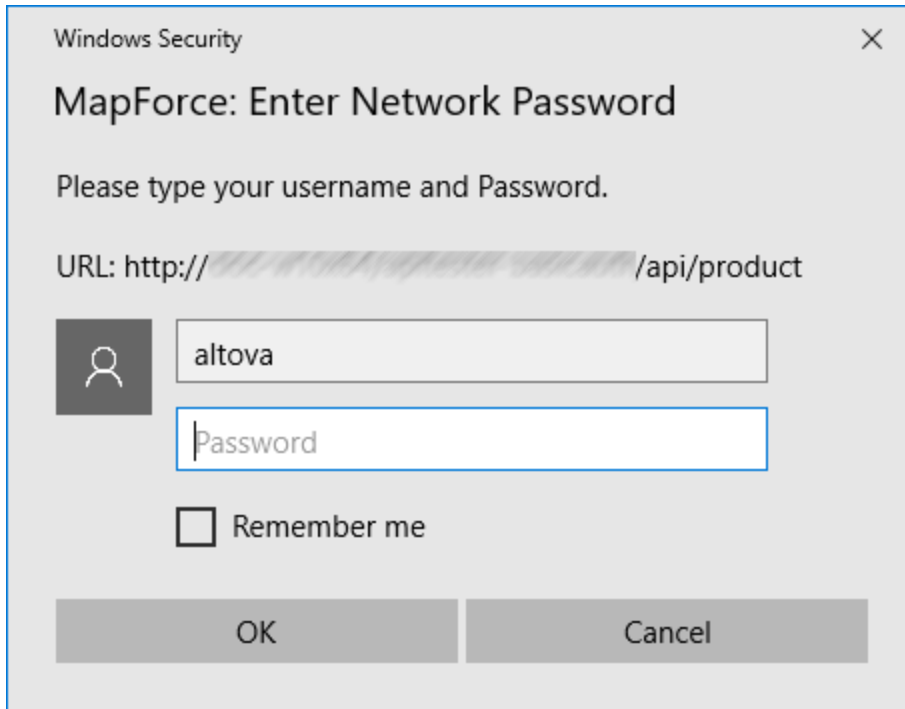 Windows Security
MapForce: Enter Network Password
Please type your username and Password.
URL: http:// /api/product
altova
Password
Remember me
OK Cancel